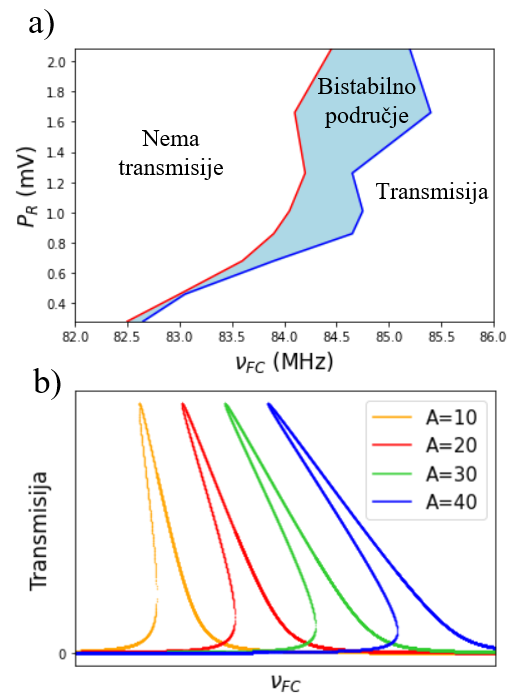 a)
2.0
1.8
1.6
1.4
1.2
1.0
0.8
0.6
0.4
P_R (mV)
Nema
transmisije
Bistabilno
područje
Transmisija
82.0 82.5 83.0 83.5 84.0 84.5 85.0 85.5 86.0
ν_FC (MHz)
b)
Transmisija
0
A=10
A=20
A=30
A=40
ν_FC